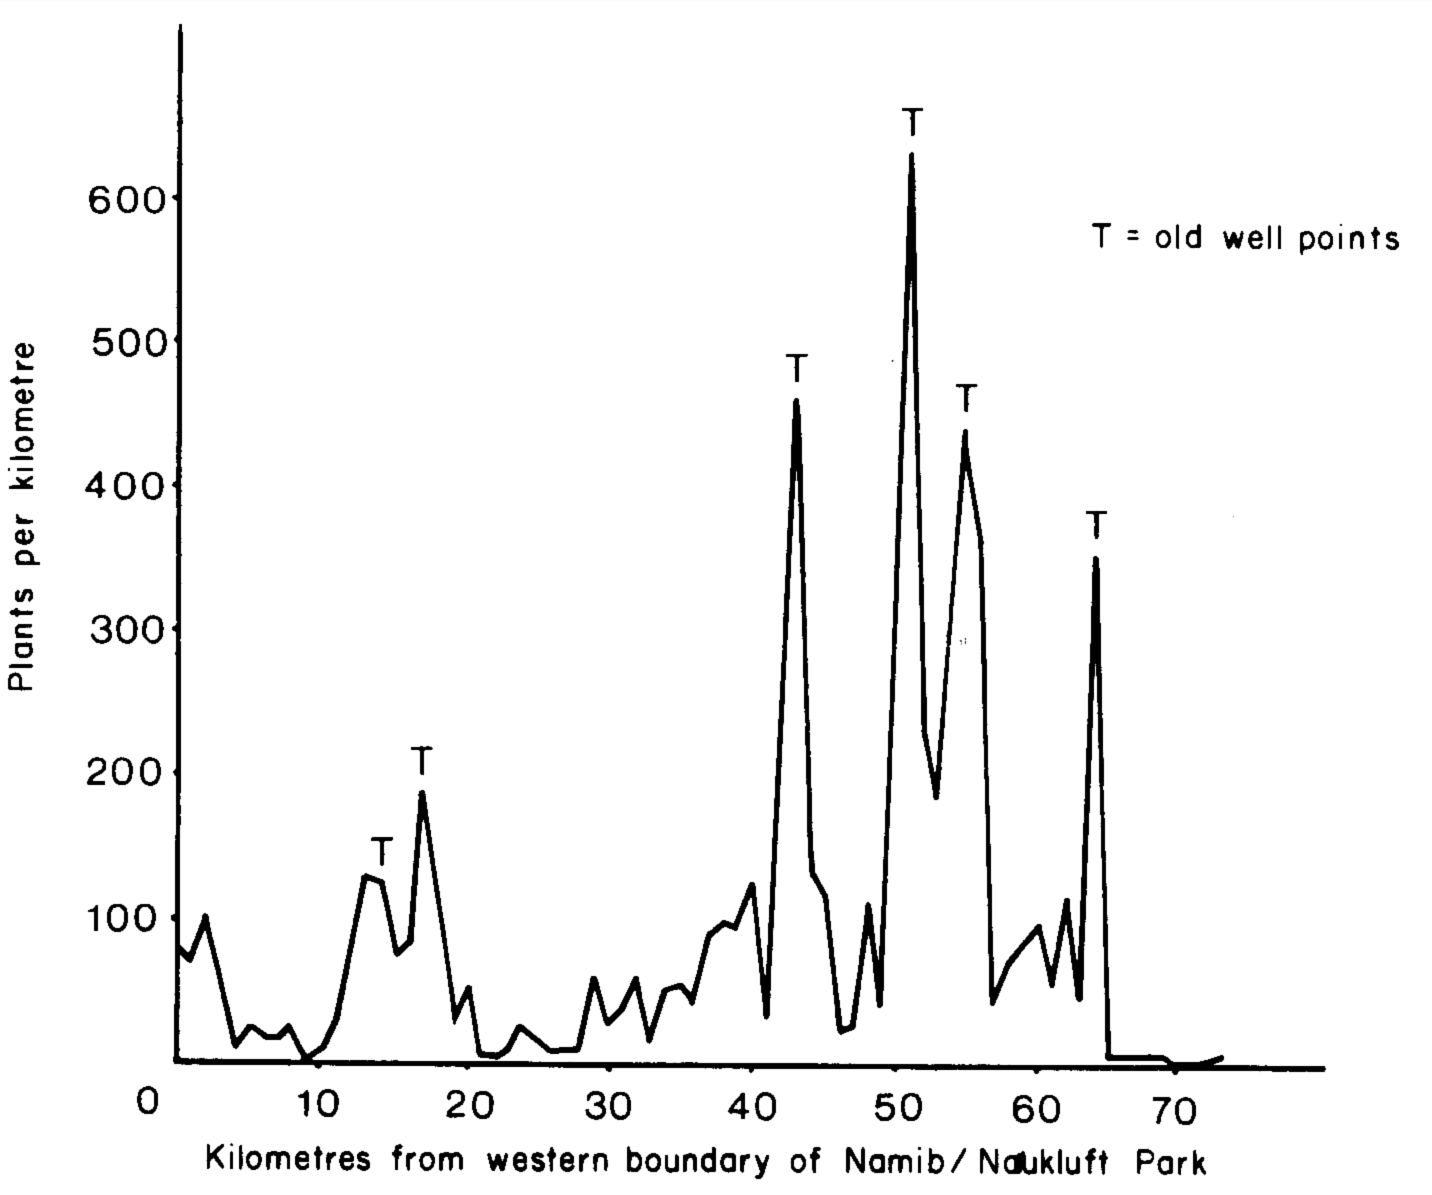 T
600
T = old well points
500
T
T
400
T
300
T
200
T
100
0 10 20 30 40 50 60 70
Plants per kilometre
Kilometres from western boundary of Namib/Naukluft Park